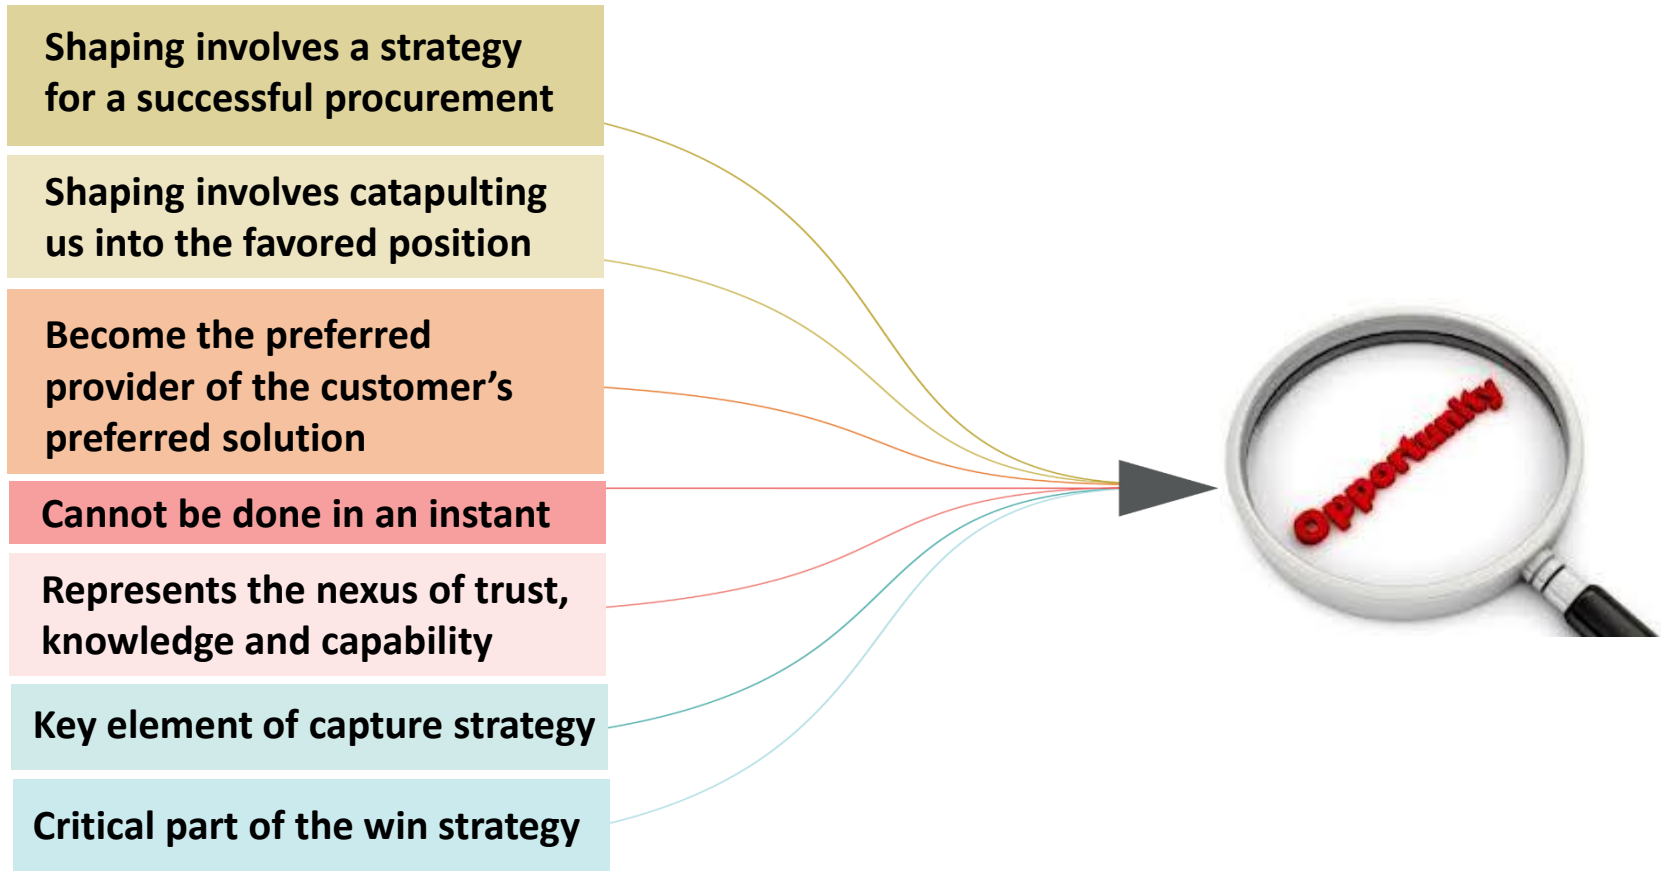 Shaping involves a strategy
for a successful procurement
Shaping involves catapulting
us into the favored position
Become the preferred
provider of the customer’s
preferred solution
Cannot be done in an instant
Represents the nexus of trust,
knowledge and capability
Key element of capture strategy
Critical part of the win strategy
Opportunity